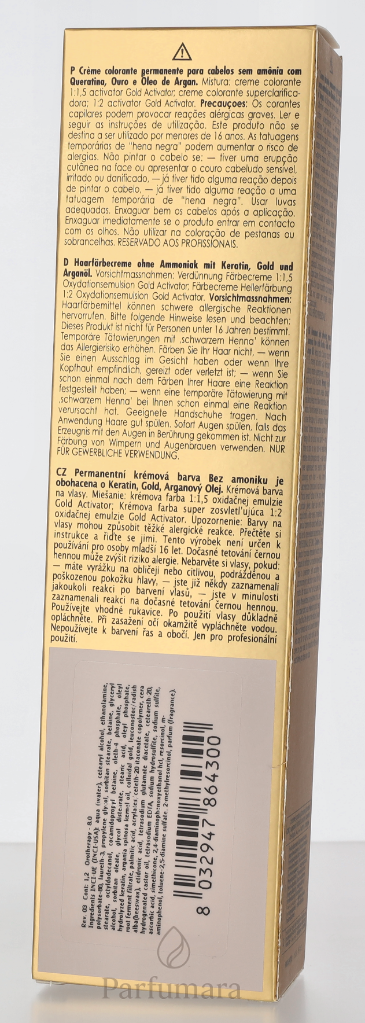 P Crème colorante permanente para cabelos sem amônia com
Queratina, Ouro e Oleo de Argan. Mistura: creme colorante
1:1,5 activator Gold Activator; creme colorante superclarifica-
dora; 1:2 activator Gold Activator. Precauçoes: Os corantes
capilares podem provocar reações alérgicas graves. Ler e
seguir as instruções de utilização. Este produto não se
destina a ser utilizado por menores de 16 anos. As tatuagens
temporárias de "hena negra" podem aumentar o risco de
alergias. Não pintar o cabelo se: — tiver uma erupção
cutânea na face ou apresentar o couro cabeludo sensível,
irritado ou danificado, — já tiver tido alguma reação depois
de pintar o cabelo, — já tiver tido alguma reação a uma
tatuagem temporária de "hena negra". Usar luvas
adequadas. Enxaguar bem os cabelos após a aplicação.
Enxaguar imediatamente se o produto entrar em contacto
com os olhos. Não utilizar na coloração de pestanas ou
sobrancelhas. RESERVADO AOS PROFISSIONAIS.
D Haarfärbecreme ohne Ammoniak mit Keratin, Gold und
Arganöl. Vorsichtmassnahmen: Verdünnung Färbecreme 1:1,5
Oxydationsemulsion Gold Activator; Färbecreme Hellerfärbung
1:2 Oxydationsemulsion Gold Activator. Vorsichtmassnahmen:
Haarfärbemittel können schwere allergische Reaktionen
hervorrufen. Bitte folgende Hinweise lesen und beachten:
Dieses Produkt ist nicht für Personen unter 16 Jahren bestimmt.
Temporäre Tätowierungen mit ‚schwarzem Henna' können
das Allergierisiko erhöhen. Färben Sie Ihr Haar nicht, — wenn
Sie einen Ausschlag im Gesicht haben oder wenn Ihre
Kopfhaut empfindlich, gereizt oder verletzt ist; — wenn Sie
schon einmal nach dem Färben Ihrer Haare eine Reaktion
festgestellt haben; — wenn eine temporäre Tätowierung mit
‚schwarzem Henna' bei Ihnen schon einmal eine Reaktion
verursacht hat. Geeignete Handschuhe tragen. Nach
Anwendung Haare gut spülen. Sofort Augen spülen, falls das
Erzeugnis mit den Augen in Berührung gekommen ist. Nicht zur
Färbung von Wimpern und Augenbrauen verwenden. NUR
FÜR GEWERBLICHE VERWENDUNG.
CZ Permanentní krémová barva Bez amoniku je
obohacena o Keratin, Gold, Arganový Olej. Krémová barva
na vlasy. Miešanie: krémova farba 1:1,5 oxidačnej emulzie
Gold Activator; Krémova farba super zosvetľujúca 1:2
oxidačnej emulzie Gold Activator. Upozornenie: Barvy na
vlasy mohou způsobit těžké alergické reakce. Přečtěte si
instrukce a řiďte se jimi. Tento výrobek není určen k
používání pro osoby mladší 16 let. Dočasné tetování černou
hennou může zvýšit riziko alergie. Nebarvěte si vlasy, pokud:
— máte vyrážku na obličeji nebo citlivou, podrážděnou a
poškozenou pokožku hlavy, — jste již někdy zaznamenali
jakoukoli reakci po barvení vlasů, — jste v minulosti
zaznamenali reakci na dočasné tetování černou hennou.
Používejte vhodné rukavice. Po použití vlasy důkladně
opláchněte. Při zasažení očí okamžitě vypláchněte vodou.
Nepoužívejte k barvení řas a obočí. Jen pro profesionální
použití.
8 032947 864300
Parfumara